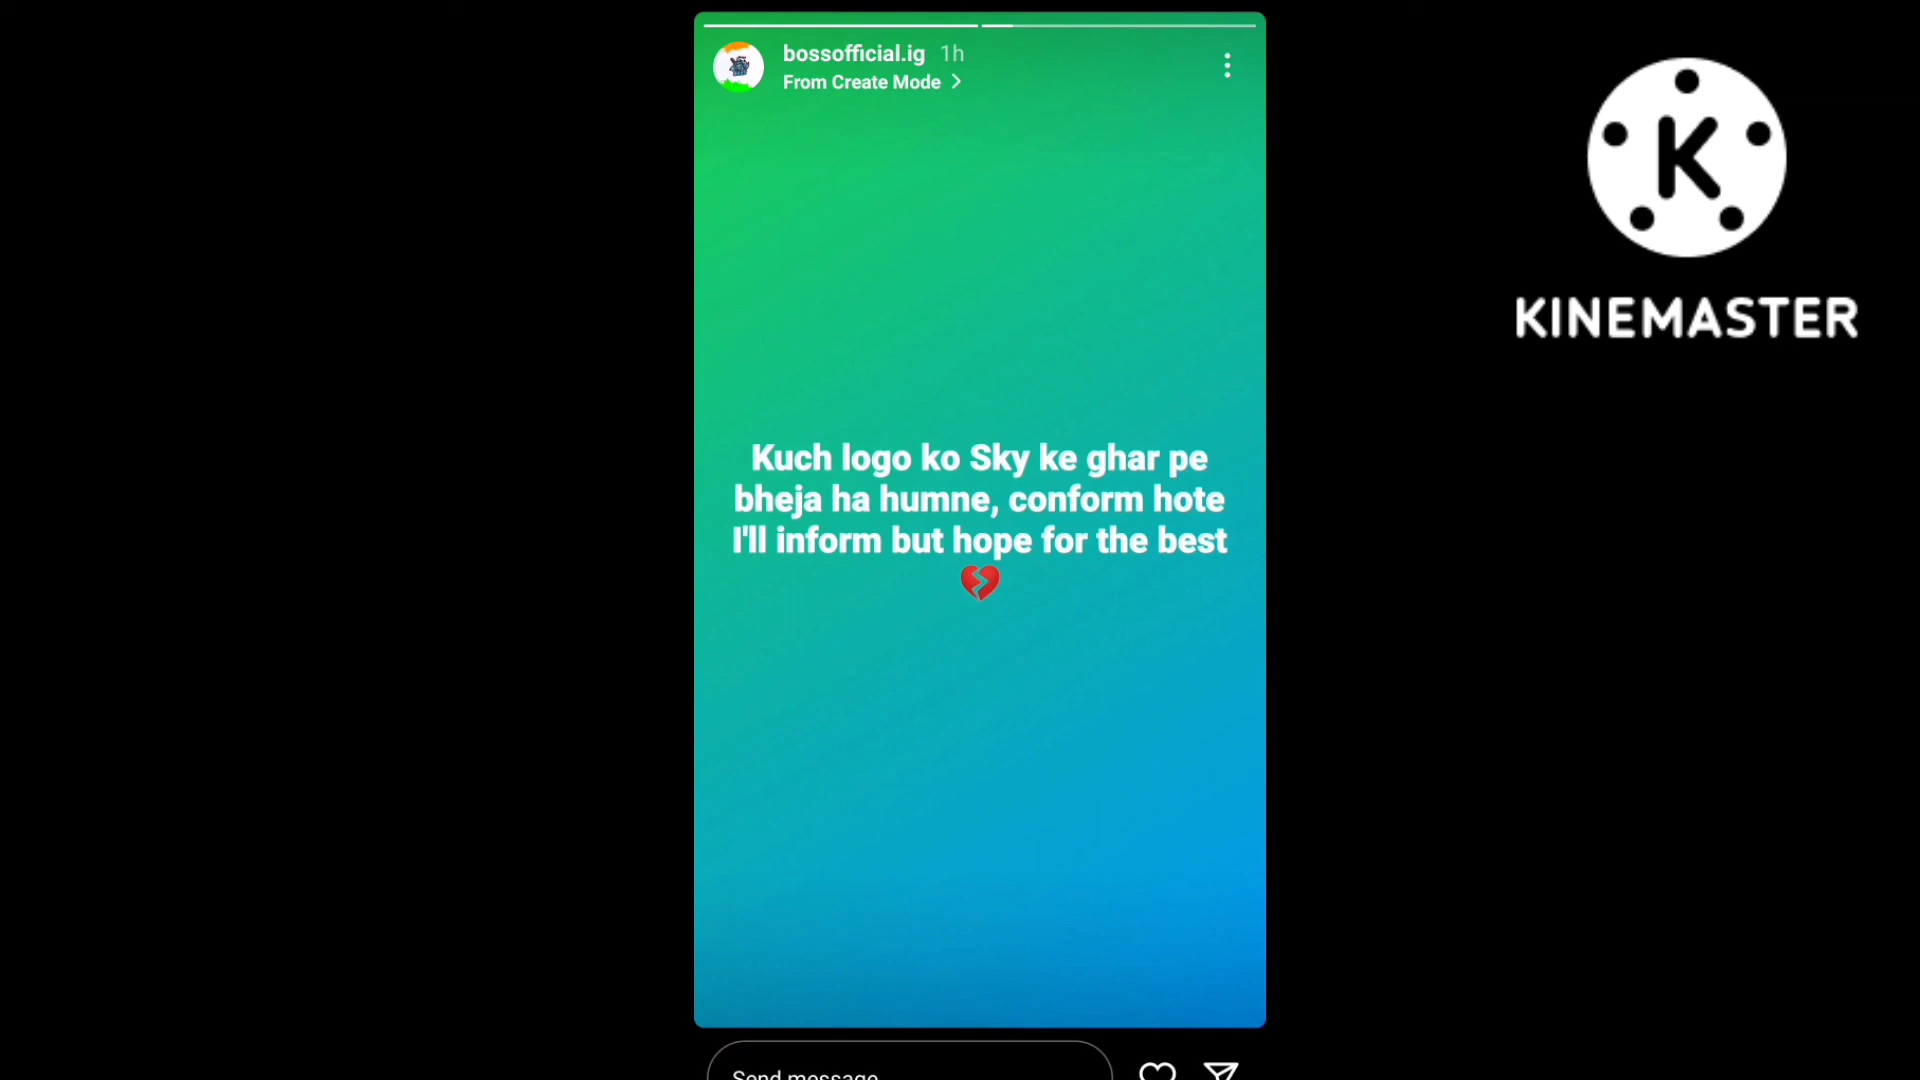 bossofficial.ig 1h
From Create Mode
K
KINEMASTER
Kuch logo ko Sky ke ghar pe
bheja ha humne, conform hote
I'll inform but hope for the best
Send message